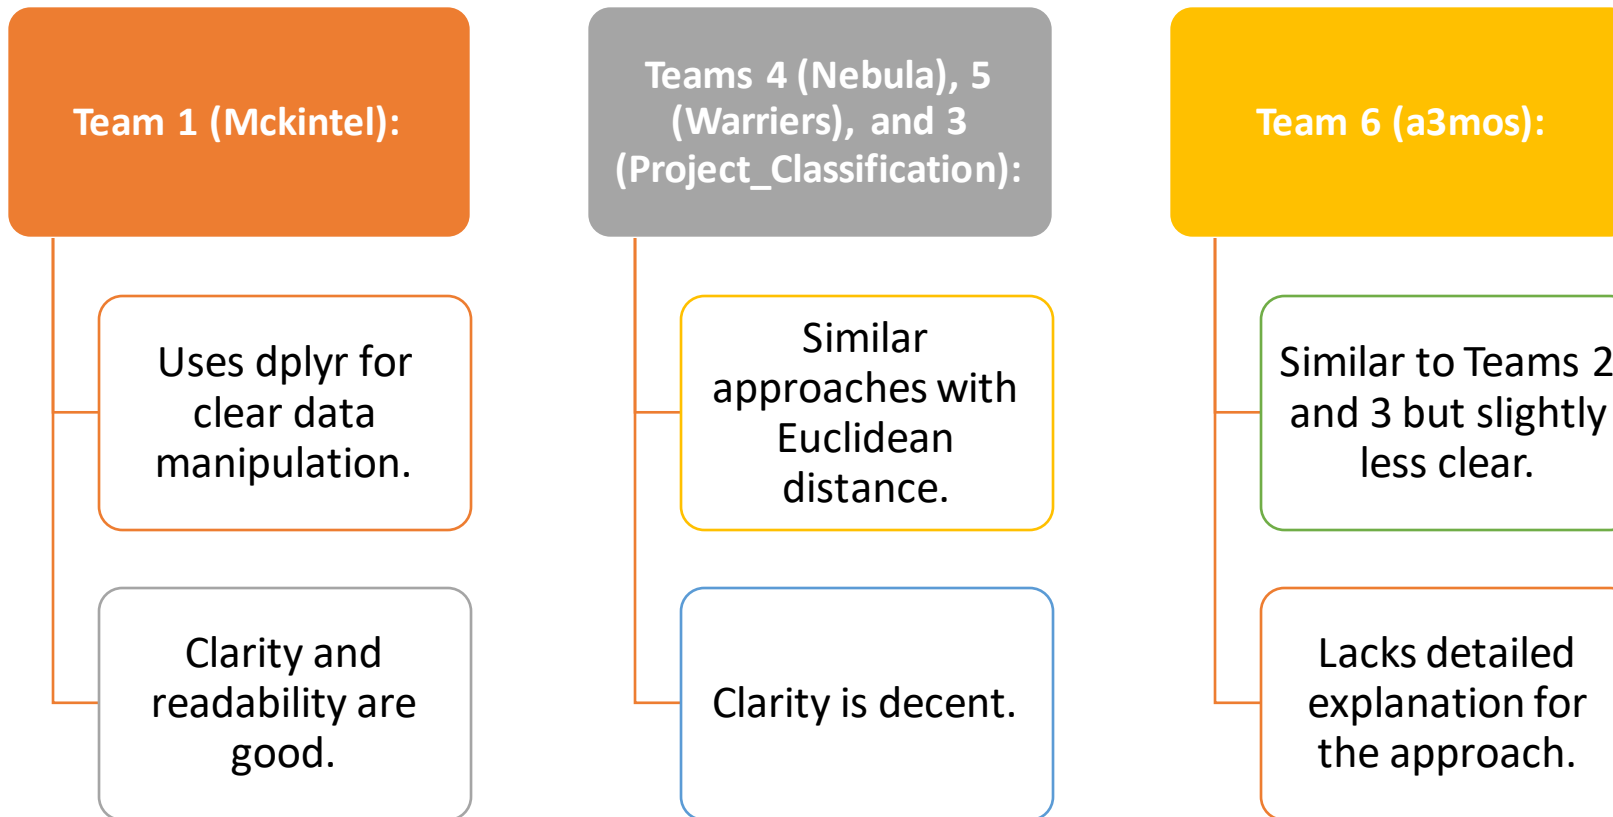 Team 1 (Mckintel):
Uses dplyr for
clear data
manipulation.
Clarity and
readability are
good.
Teams 4 (Nebula), 5
(Warriers), and 3
(Project_Classification):
Similar
approaches with
Euclidean
distance.
Clarity is decent.
Team 6 (a3mos):
Similar to Teams 2
and 3 but slightly
less clear.
Lacks detailed
explanation for
the approach.